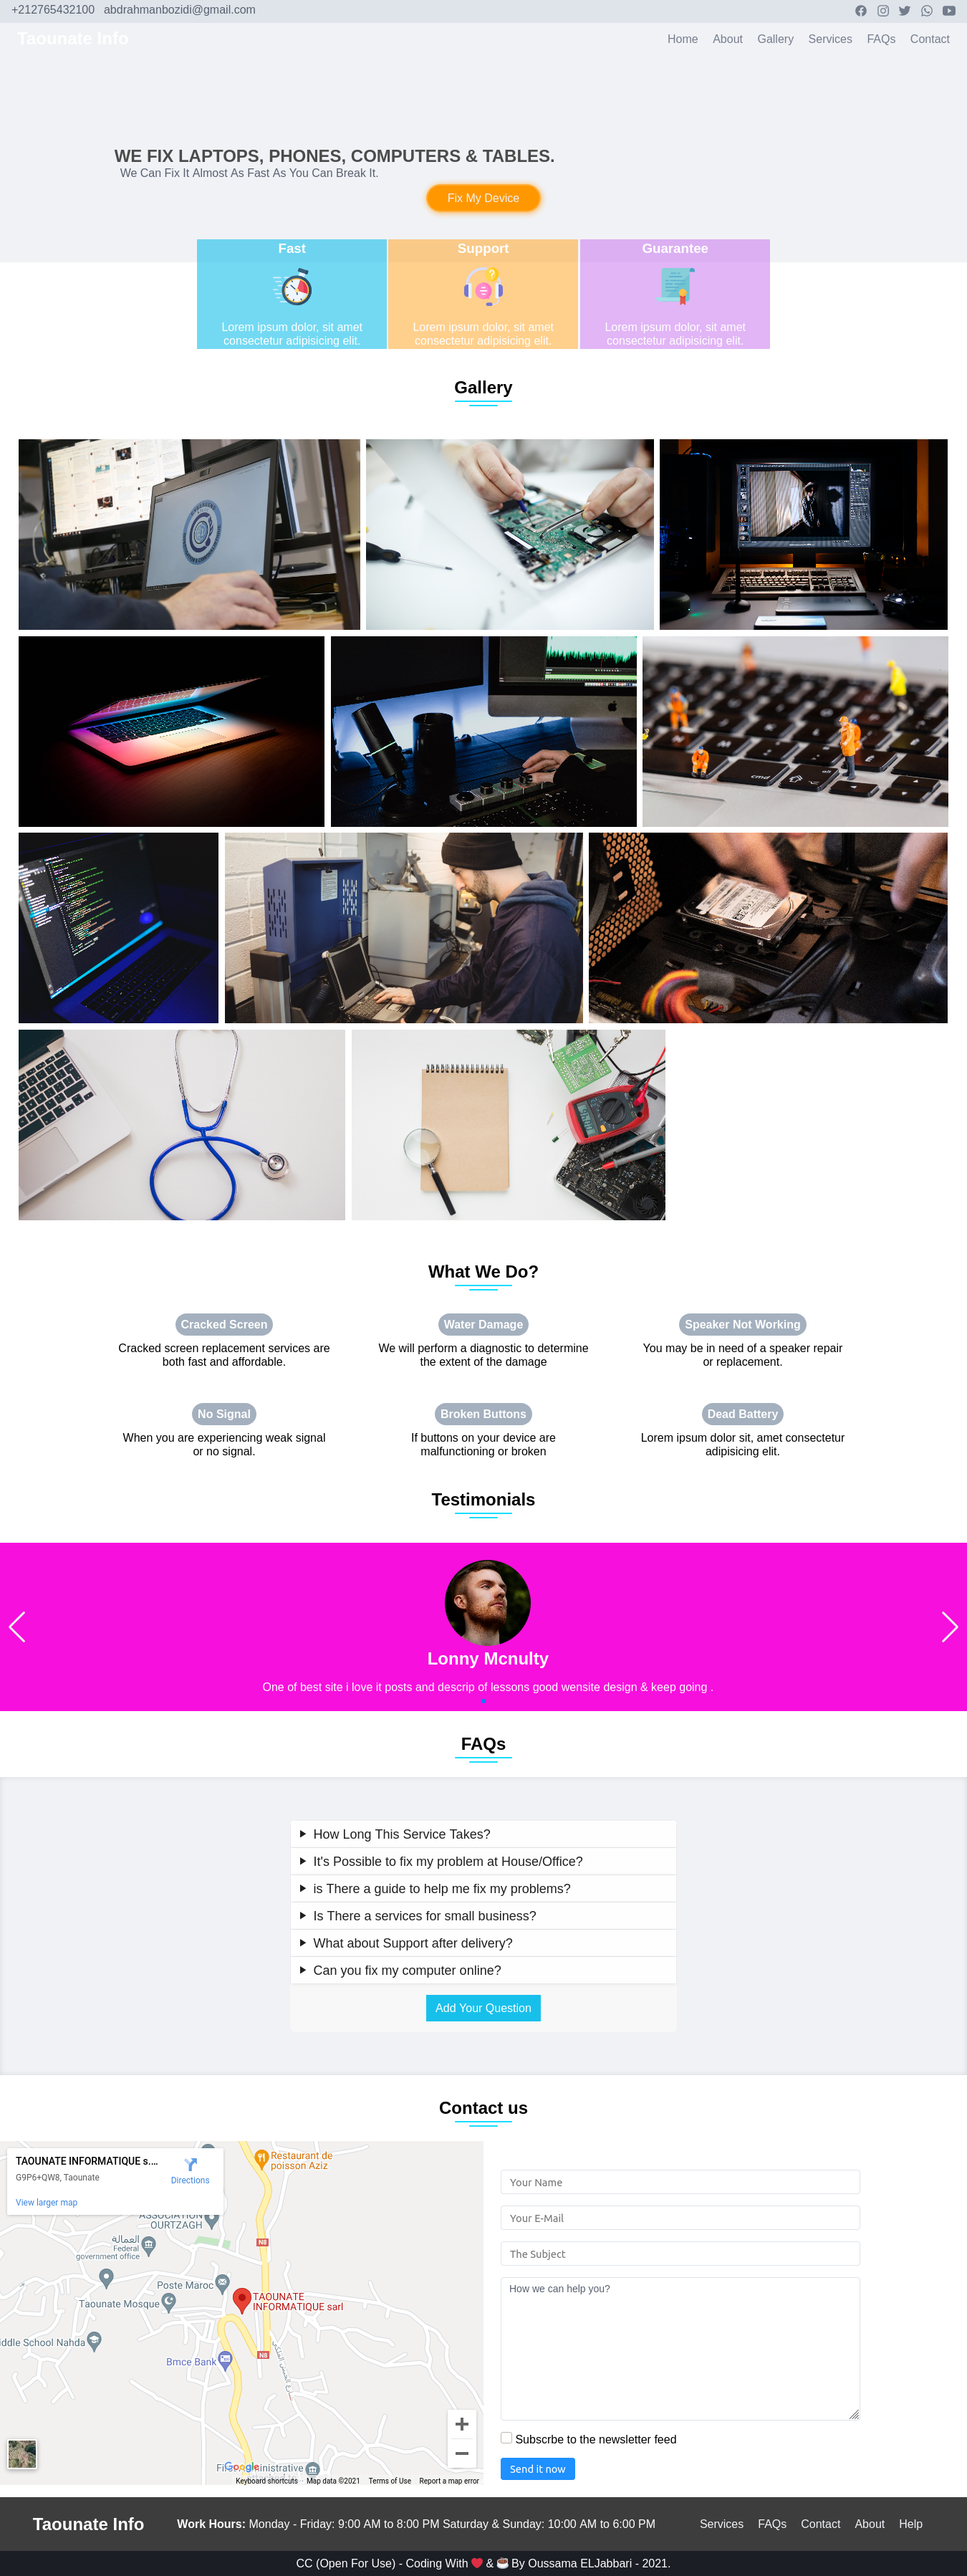 +212765432100 abdrahmanbozidi@gmail.com
Taounate Info
Home About Gallery Services FAQs Contact
WE FIX LAPTOPS, PHONES, COMPUTERS & TABLES.
We Can Fix It Almost As Fast As You Can Break It.
Fix My Device
Fast
Lorem ipsum dolor, sit amet
consectetur adipisicing elit.
Support
Lorem ipsum dolor, sit amet
consectetur adipisicing elit.
Guarantee
Lorem ipsum dolor, sit amet
consectetur adipisicing elit.
Gallery
What We Do?
Cracked Screen
Cracked screen replacement services are
both fast and affordable.
Water Damage
We will perform a diagnostic to determine
the extent of the damage
Speaker Not Working
You may be in need of a speaker repair
or replacement.
No Signal
When you are experiencing weak signal
or no signal.
Broken Buttons
If buttons on your device are
malfunctioning or broken
Dead Battery
Lorem ipsum dolor sit, amet consectetur
adipisicing elit.
Testimonials
Lonny Mcnulty
One of best site i love it posts and descrip of lessons good wensite design & keep going .
FAQs
How Long This Service Takes?
It's Possible to fix my problem at House/Office?
is There a guide to help me fix my problems?
Is There a services for small business?
What about Support after delivery?
Can you fix my computer online?
Add Your Question
Contact us
TAOUNATE INFORMATIQUE s.…
G9P6+QW8, Taounate
Directions
View larger map
Restaurant de
poisson Aziz
ASSOCIATION
OURTZAGH
العمالة
Federal
government office
N8
Poste Maroc
Taounate Mosque
TAOUNATE
INFORMATIQUE sarl
ddle School Nahda
Bmce Bank
N8
Google
Keyboard shortcuts Map data ©2021 Terms of Use Report a map error
Your Name
Your E-Mail
The Subject
How we can help you?
Subscrbe to the newsletter feed
Send it now
Taounate Info
Work Hours: Monday - Friday: 9:00 AM to 8:00 PM Saturday & Sunday: 10:00 AM to 6:00 PM
Services FAQs Contact About Help
CC (Open For Use) - Coding With ❤️ & ☕ By Oussama ELJabbari - 2021.